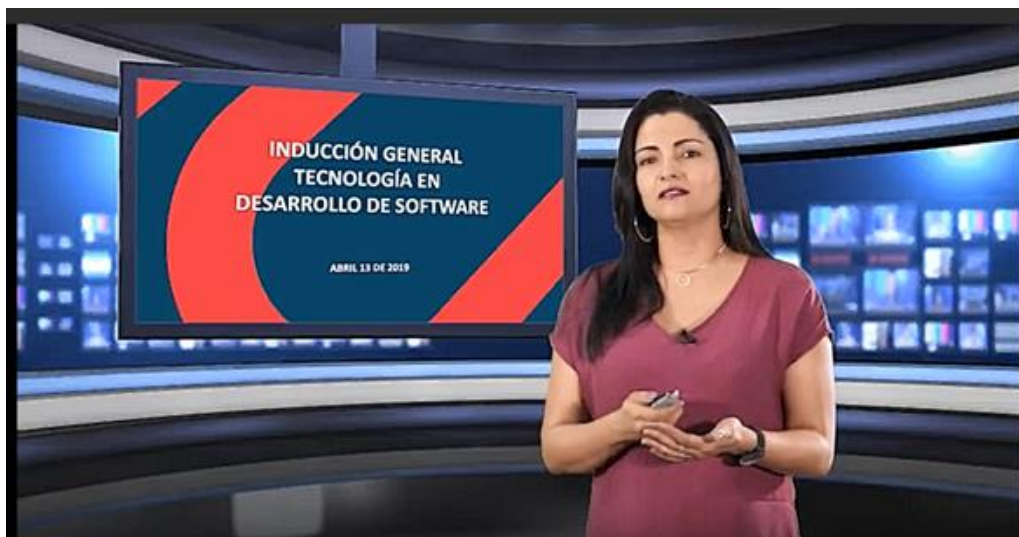 INDUCCIÓN GENERAL
TECNOLOGÍA EN
DESARROLLO DE SOFTWARE
ABRIL 13 DE 2019